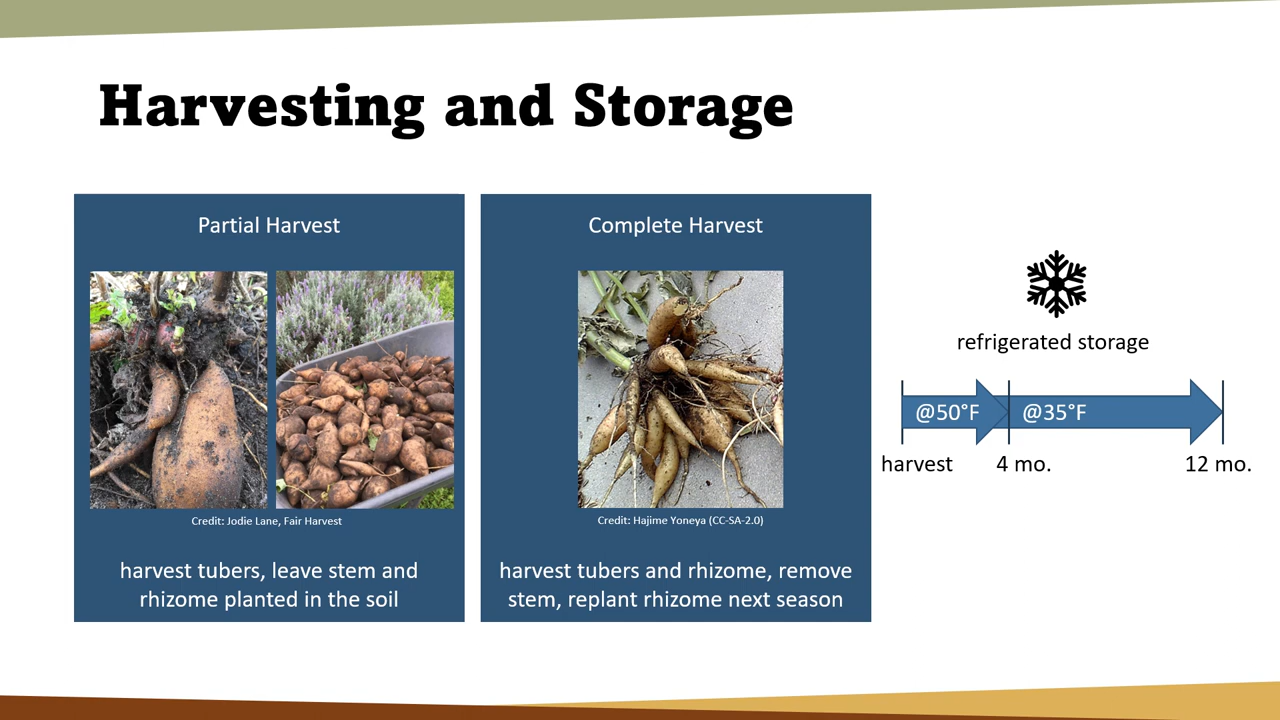 Harvesting and Storage
Partial Harvest
Credit: Jodie Lane, Fair Harvest
harvest tubers, leave stem and
rhizome planted in the soil
Complete Harvest
Credit: Hajime Yoneya (CC-SA-2.0)
harvest tubers and rhizome, remove
stem, replant rhizome next season
refrigerated storage
@50°F
@35°F
harvest
4 mo.
12 mo.